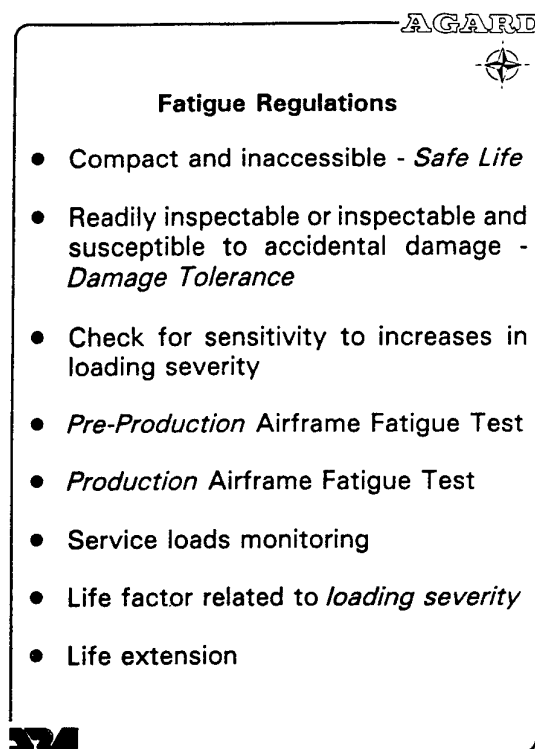 AGARD
Fatigue Regulations
● Compact and inaccessible - Safe Life
● Readily inspectable or inspectable and
susceptible to accidental damage -
Damage Tolerance
● Check for sensitivity to increases in
loading severity
● Pre-Production Airframe Fatigue Test
● Production Airframe Fatigue Test
● Service loads monitoring
● Life factor related to loading severity
● Life extension